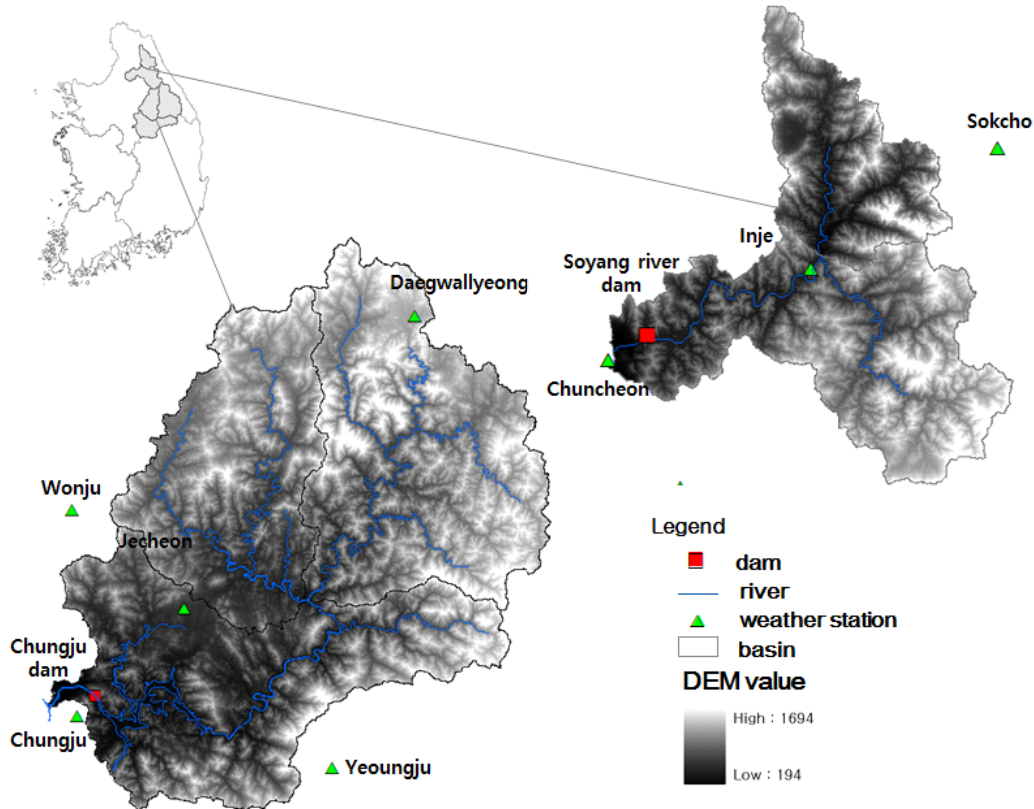 Sokcho
Inje
Soyang river
dam
Daegwallyeong
Chuncheon
Wonju
Jecheon
Chungju
dam
Chungju
Yeoungju
Legend
dam
river
weather station
basin
DEM value
High : 1694
Low : 194